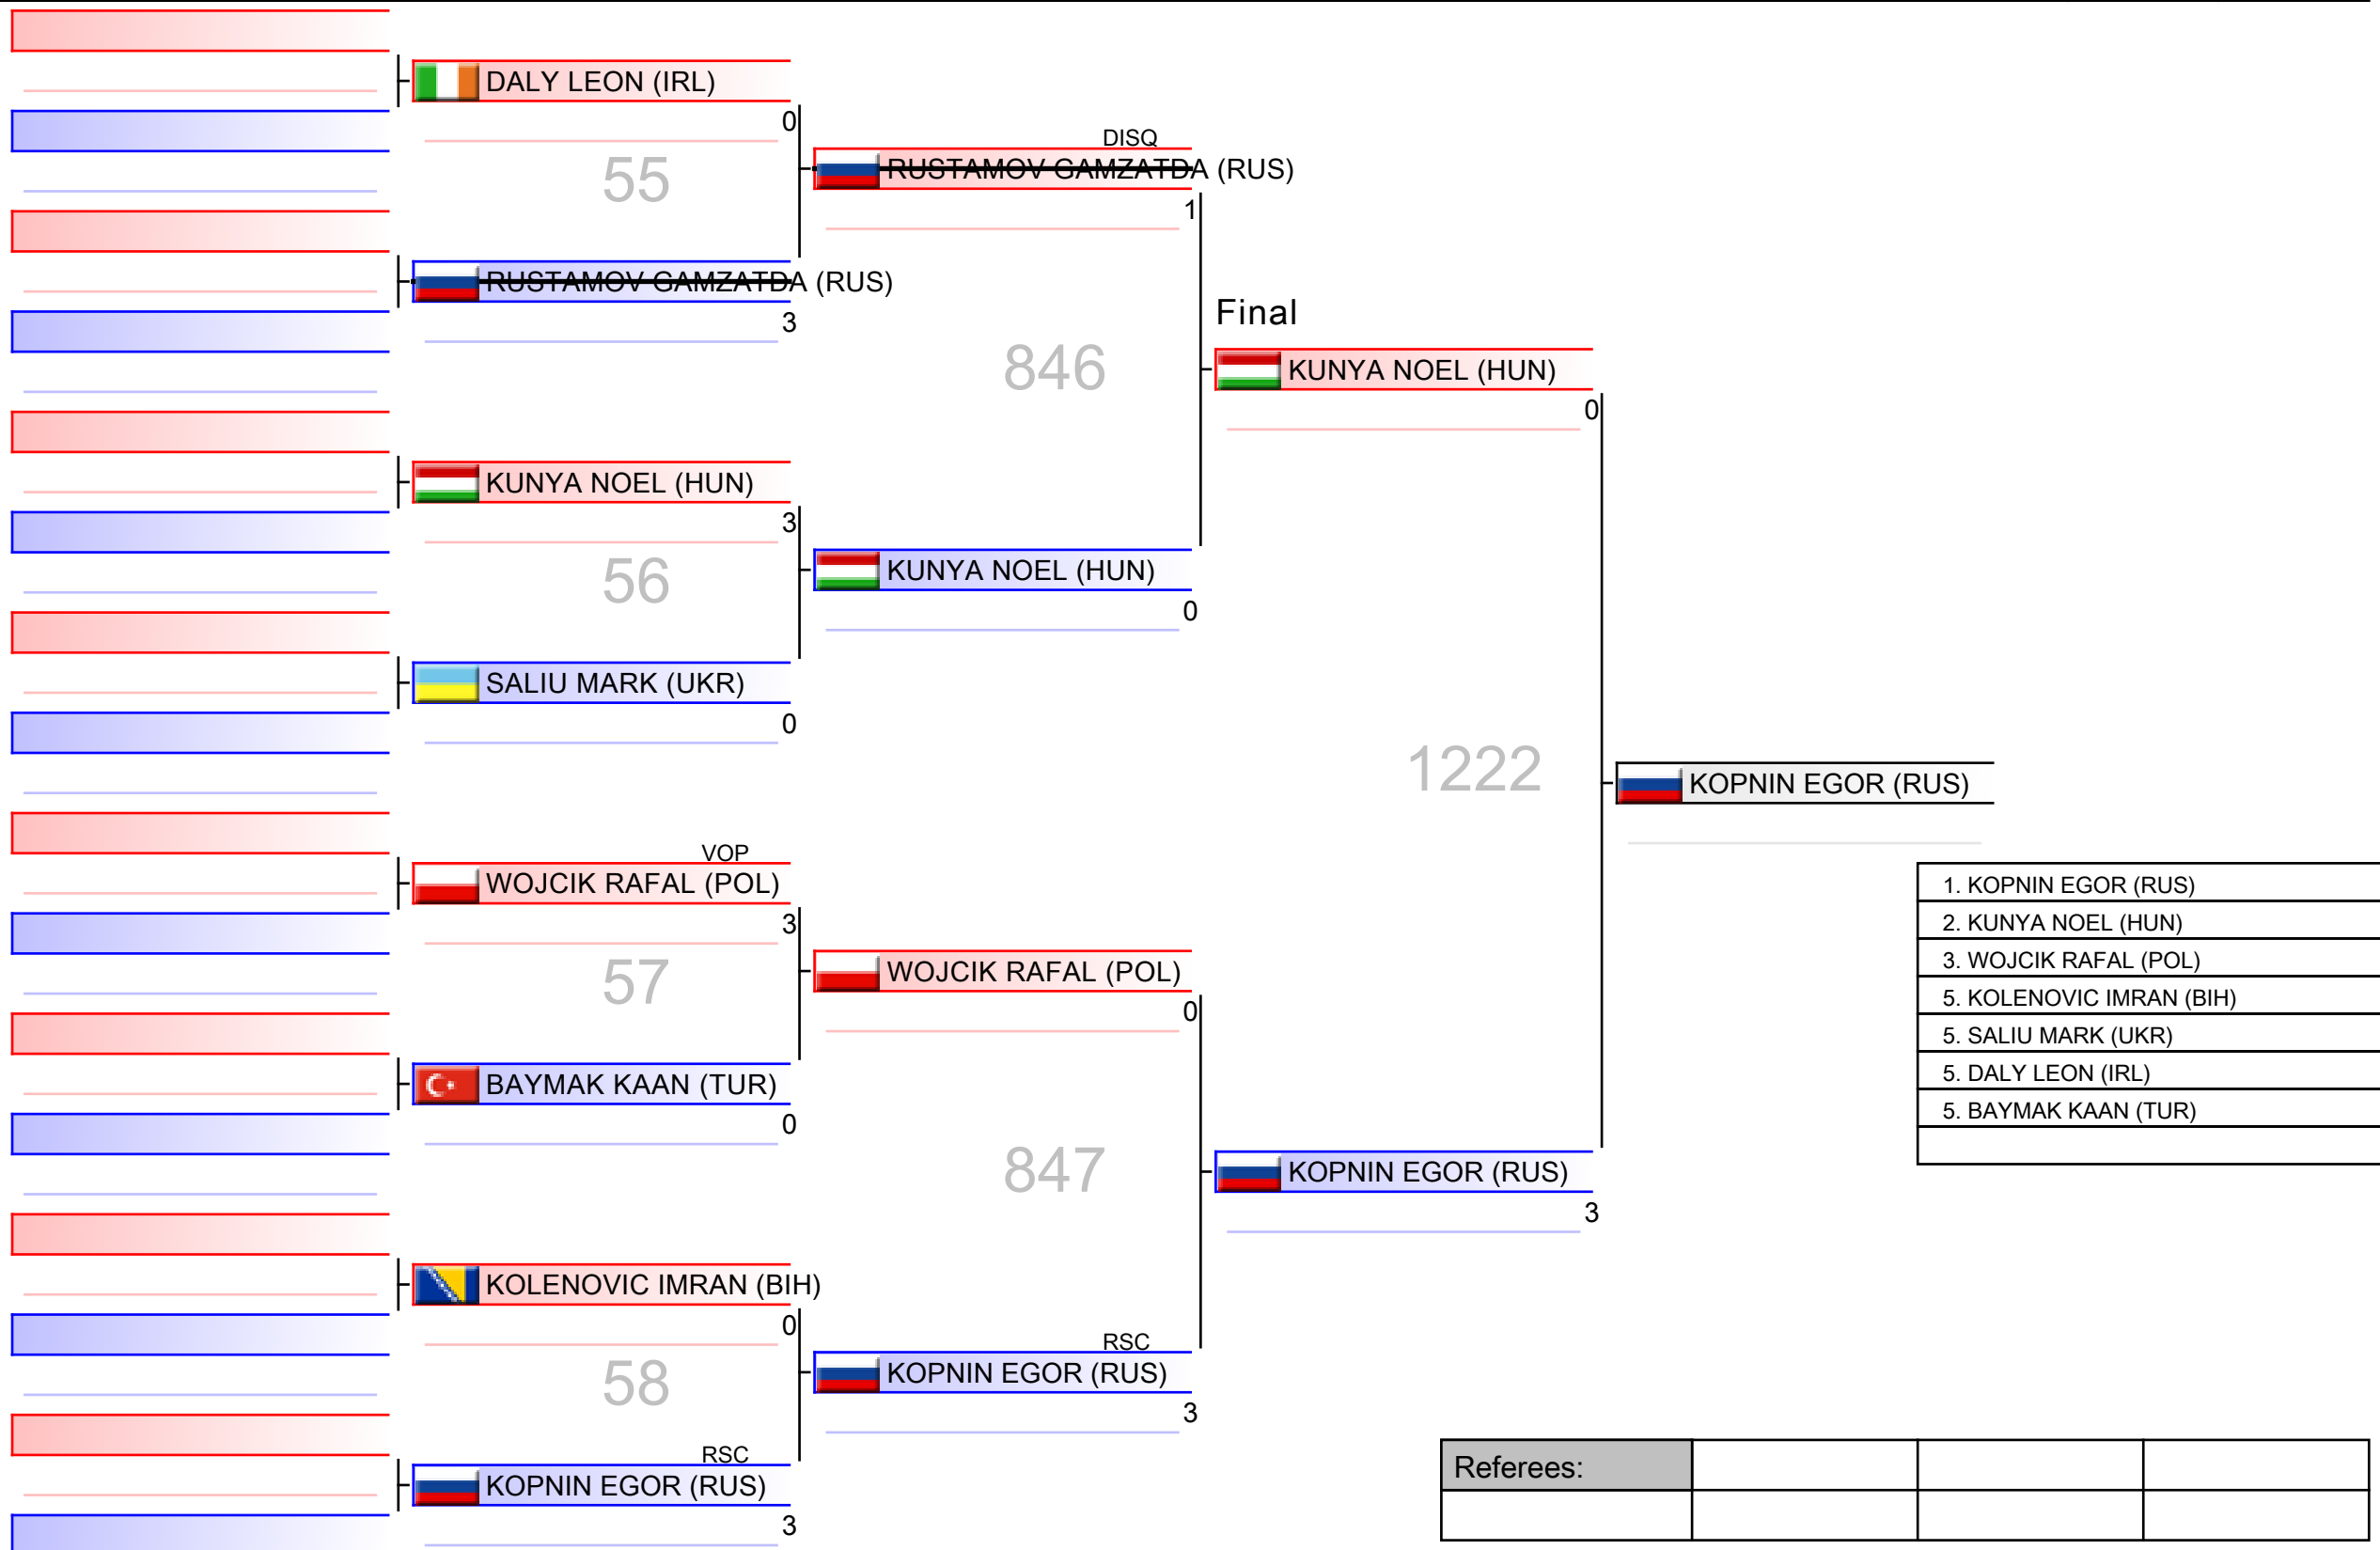 DALY LEON (IRL)
0
55
RUSTAMOV GAMZATDA (RUS)
3
KUNYA NOEL (HUN)
3
56
SALIU MARK (UKR)
0
VOP
WOJCIK RAFAL (POL)
3
57
BAYMAK KAAN (TUR)
0
KOLENOVIC IMRAN (BIH)
0
58
RSC
KOPNIN EGOR (RUS)
3
DISQ
RUSTAMOV GAMZATDA (RUS)
1
846
KUNYA NOEL (HUN)
0
WOJCIK RAFAL (POL)
0
847
RSC
KOPNIN EGOR (RUS)
3
Final
KUNYA NOEL (HUN)
0
1222
KOPNIN EGOR (RUS)
3
KOPNIN EGOR (RUS)
1. KOPNIN EGOR (RUS)
2. KUNYA NOEL (HUN)
3. WOJCIK RAFAL (POL)
5. KOLENOVIC IMRAN (BIH)
5. SALIU MARK (UKR)
5. DALY LEON (IRL)
5. BAYMAK KAAN (TUR)
Referees: